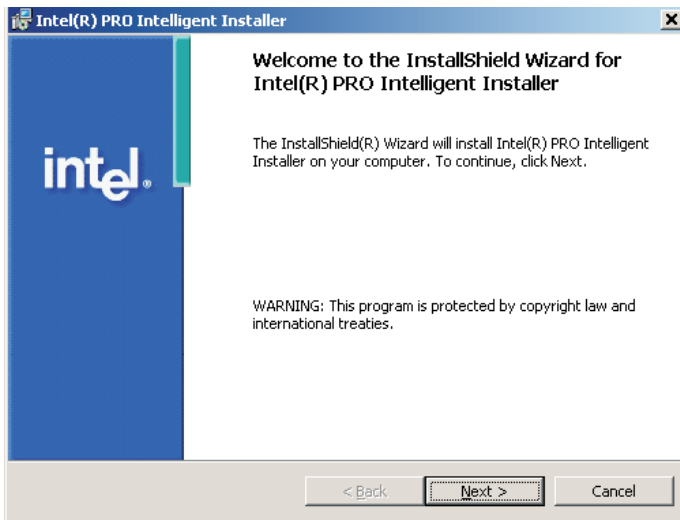 Intel(R) PRO Intelligent Installer
Welcome to the InstallShield Wizard for
Intel(R) PRO Intelligent Installer
The InstallShield(R) Wizard will install Intel(R) PRO Intelligent
Installer on your computer. To continue, click Next.
intel®
WARNING: This program is protected by copyright law and
international treaties.
< Back
Next >
Cancel